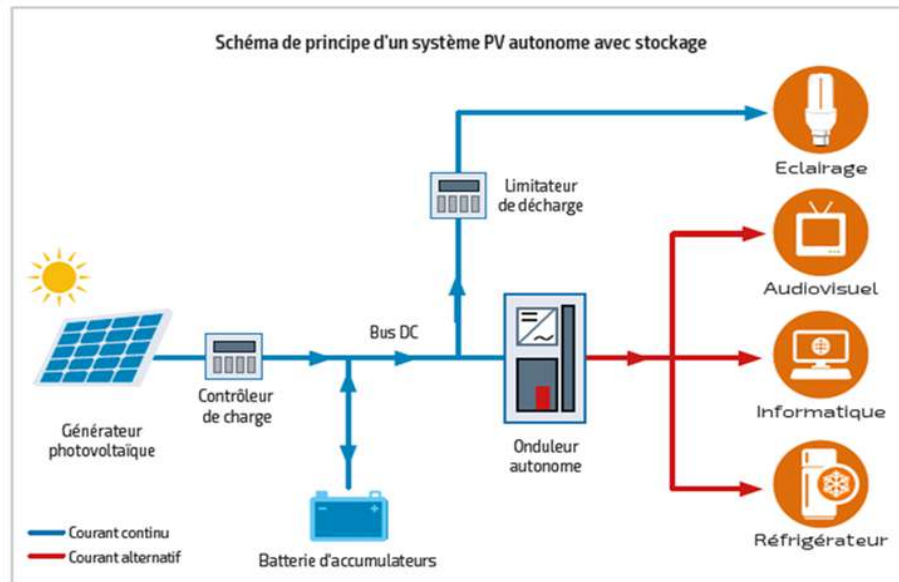 Schéma de principe d'un système PV autonome avec stockage
Eclairage
Limitateur
de décharge
Audiovisuel
Bus DC
Contrôleur
de charge
Informatique
Générateur
photovoltaïque
Onduleur
autonome
Courant continu
Courant alternatif
Batterie d'accumulateurs
Réfrigérateur